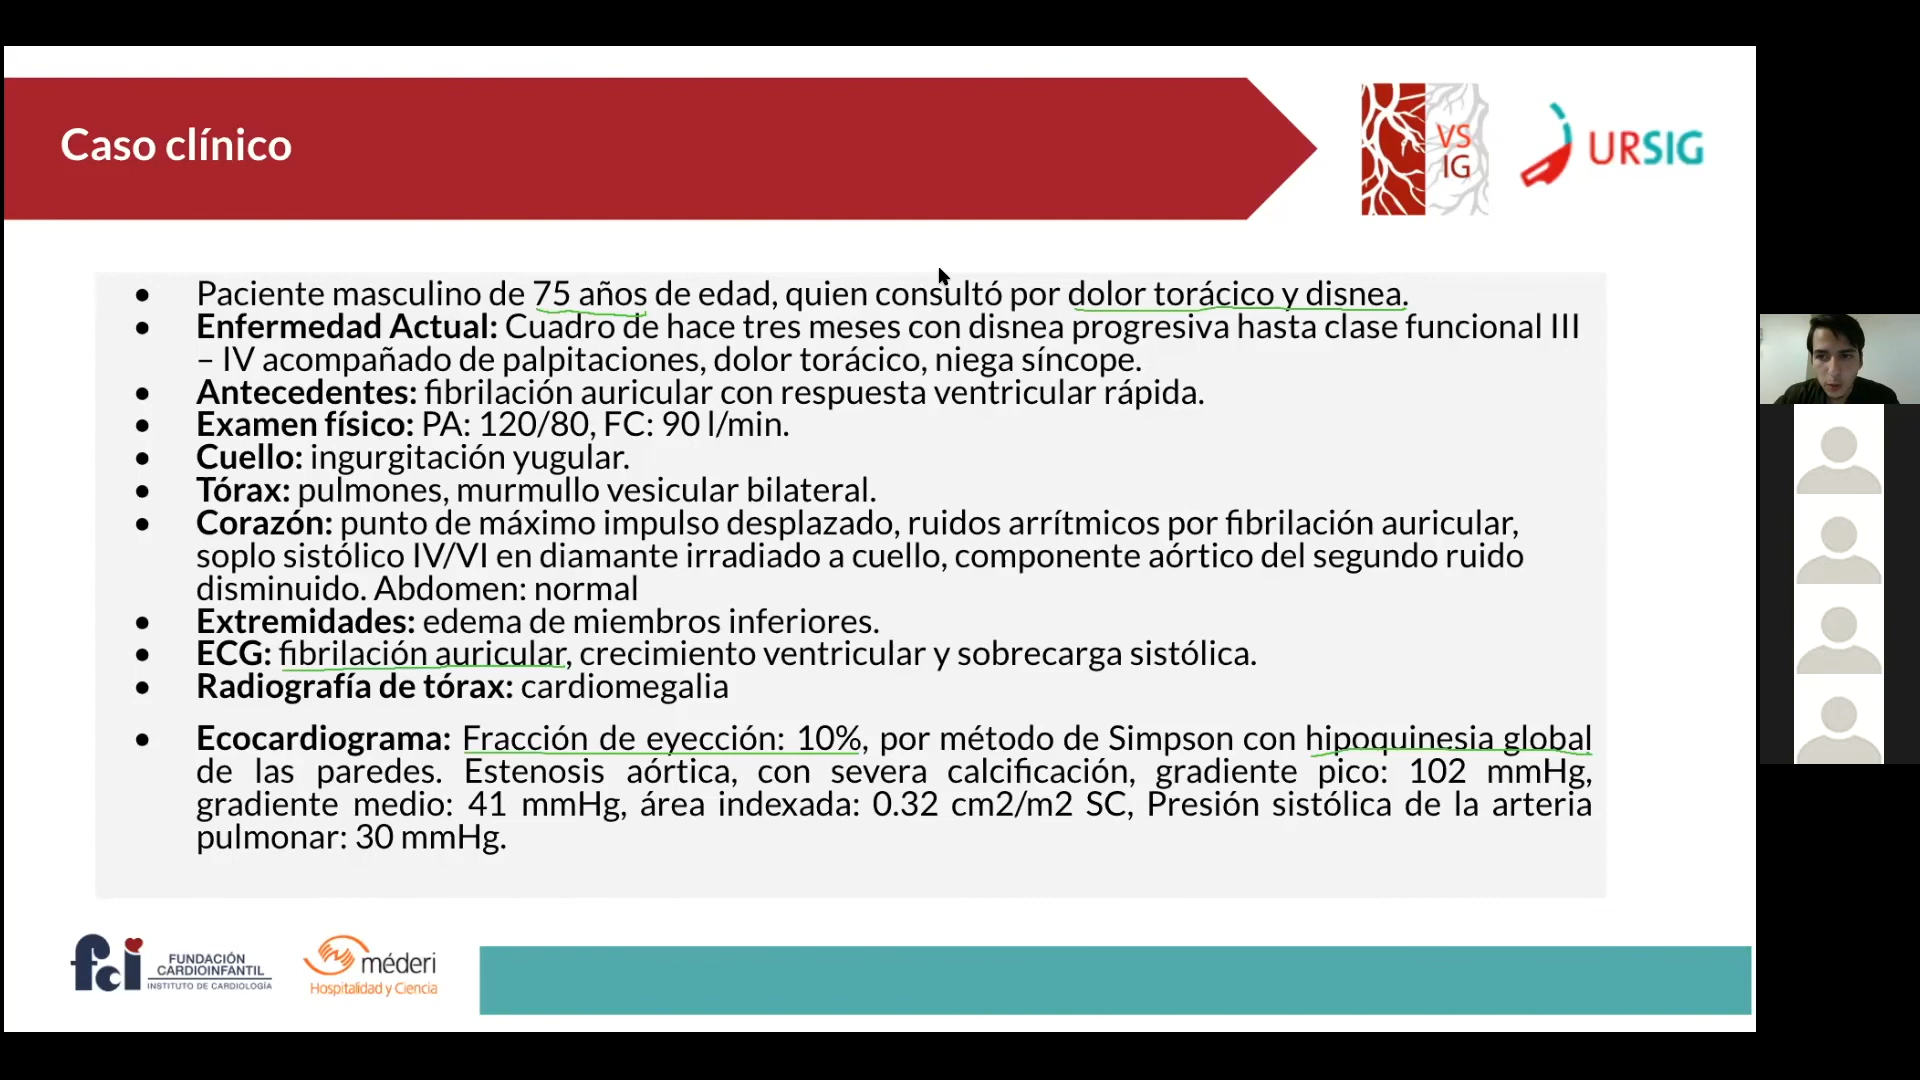 Caso clínico
VS
IG
URSIG
• Paciente masculino de 75 años de edad, quien consultó por dolor torácico y disnea.
• Enfermedad Actual: Cuadro de hace tres meses con disnea progresiva hasta clase funcional III
– IV acompañado de palpitaciones, dolor torácico, niega síncope.
• Antecedentes: fibrilación auricular con respuesta ventricular rápida.
• Examen físico: PA: 120/80, FC: 90 l/min.
• Cuello: ingurgitación yugular.
• Tórax: pulmones, murmullo vesicular bilateral.
• Corazón: punto de máximo impulso desplazado, ruidos arrítmicos por fibrilación auricular,
soplo sistólico IV/VI en diamante irradiado a cuello, componente aórtico del segundo ruido
disminuido. Abdomen: normal
• Extremidades: edema de miembros inferiores.
• ECG: fibrilación auricular, crecimiento ventricular y sobrecarga sistólica.
• Radiografía de tórax: cardiomegalia
• Ecocardiograma: Fracción de eyección: 10%, por método de Simpson con hipoquinesia global
de las paredes. Estenosis aórtica, con severa calcificación, gradiente pico: 102 mmHg,
gradiente medio: 41 mmHg, área indexada: 0.32 cm2/m2 SC, Presión sistólica de la arteria
pulmonar: 30 mmHg.
fci
FUNDACIÓN
CARDIOINFANTIL
INSTITUTO DE CARDIOLOGÍA
méderi
Hospitalidad y Ciencia